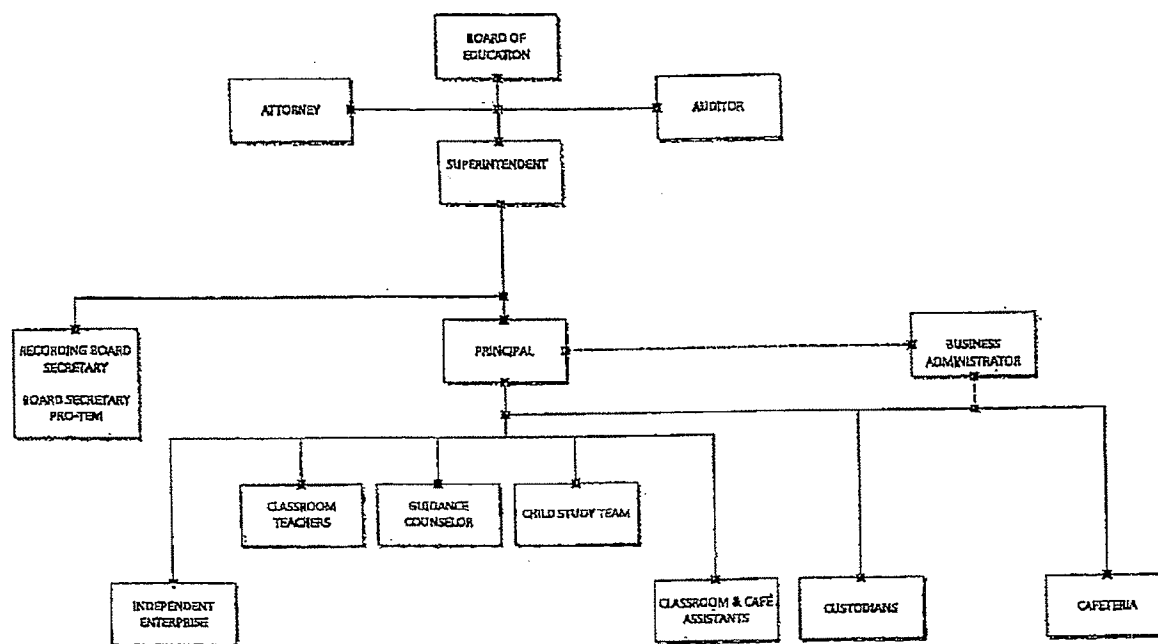 BOARD OF
EDUCATION
ATTORNEY
AUDITOR
SUPERINTENDENT
RECORDING BOARD
SECRETARY
BOARD SECRETARY
PRO-TEM
PRINCIPAL
BUSINESS
ADMINISTRATOR
CLASSROOM
TEACHERS
GUIDANCE
COUNSELOR
CHILD STUDY TEAM
INDEPENDENT
ENTERPRISE
CLASSROOM & CAFÉ
ASSISTANTS
CUSTODIANS
CAFETERIA